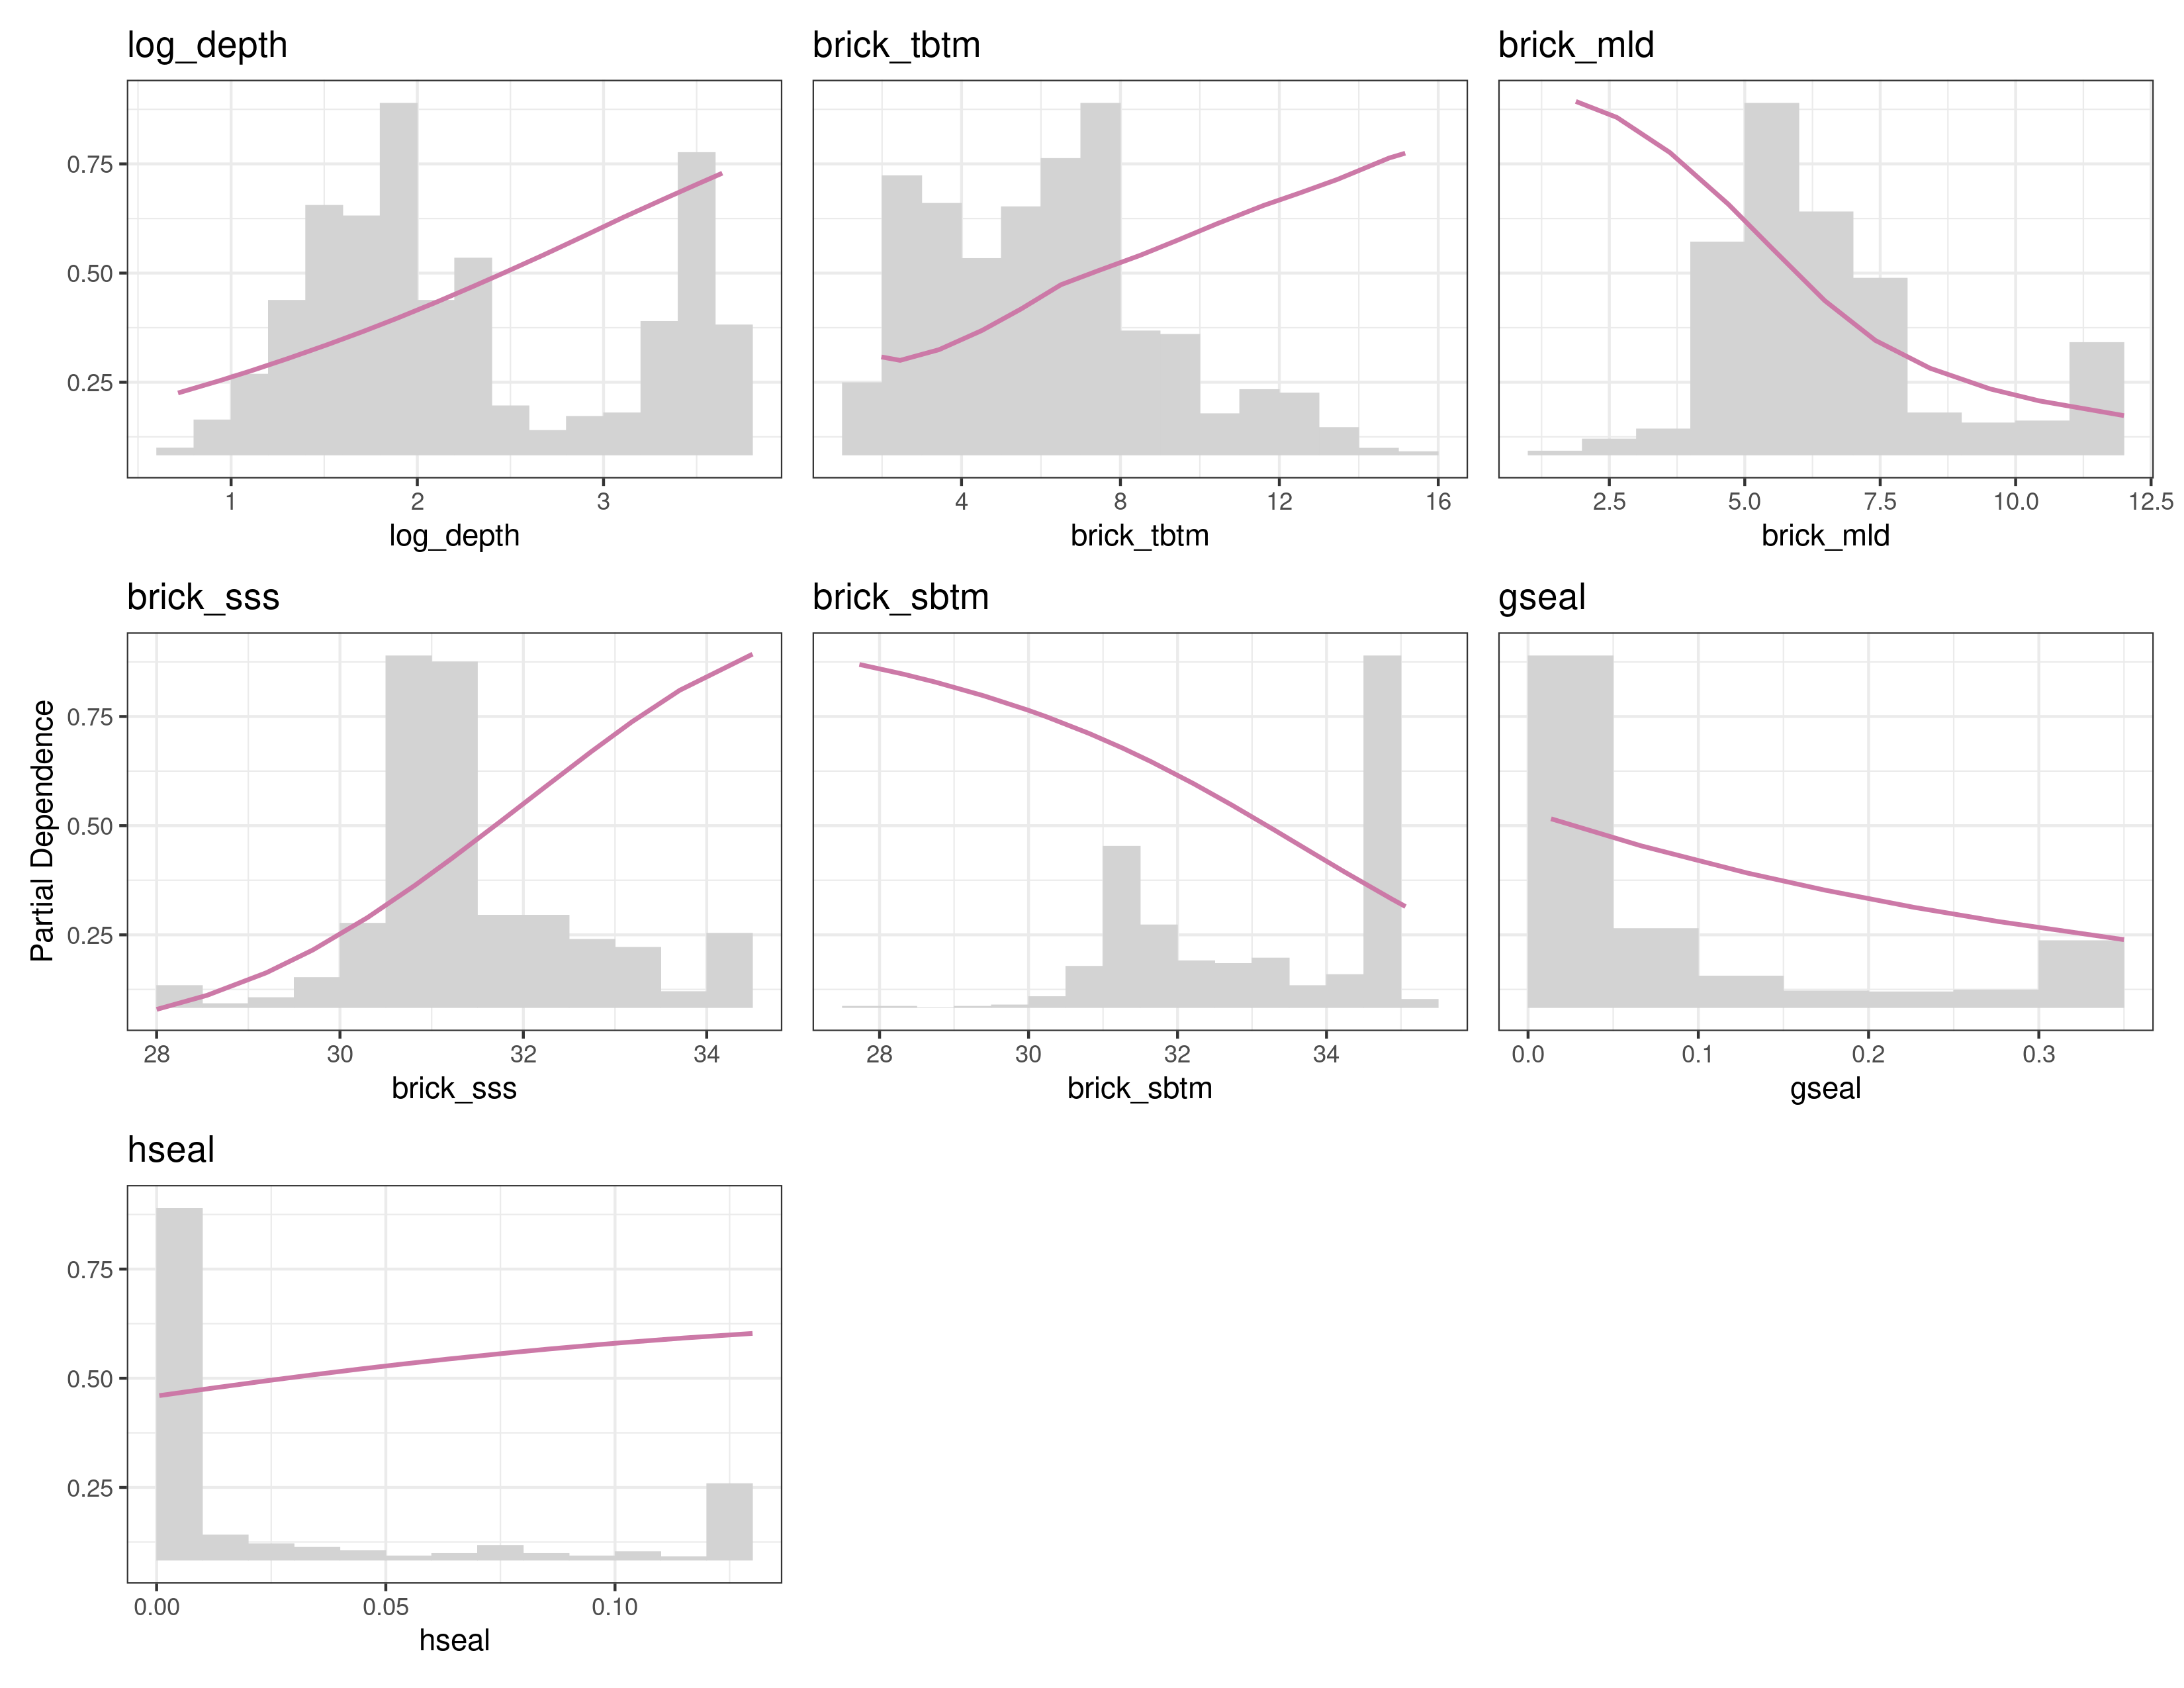 log_depth
brick_tbtm
brick_mld
0.75
0.50
0.25
1 2 3
4 8 12 16
2.5 5.0 7.5 10.0 12.5
log_depth
brick_tbtm
brick_mld
brick_sss
brick_sbtm
gseal
Partial Dependence
0.75
0.50
0.25
28 30 32 34
28 30 32 34
0.0 0.1 0.2 0.3
brick_sss
brick_sbtm
gseal
hseal
0.75
0.50
0.25
0.00 0.05 0.10
hseal